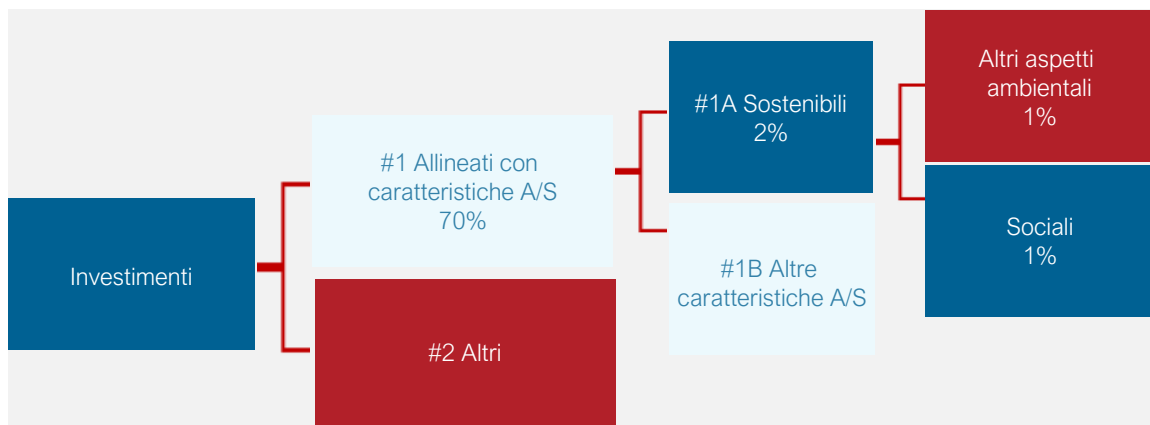 Investimenti
#1 Allineati con
caratteristiche A/S
70%
#2 Altri
#1A Sostenibili
2%
#1B Altre
caratteristiche A/S
Altri aspetti
ambientali
1%
Sociali
1%